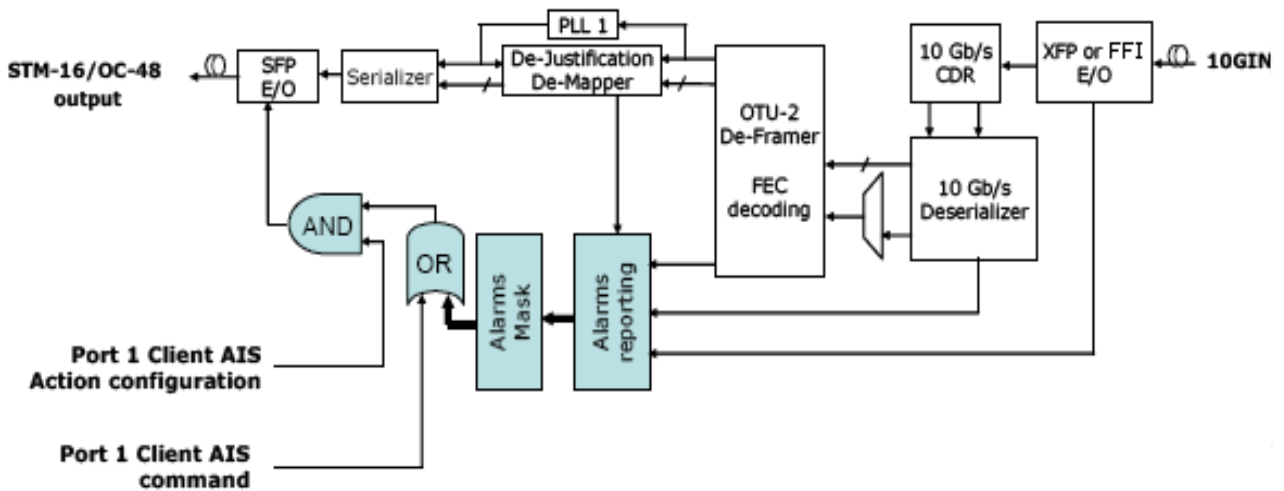 PLL 1
STM-16/OC-48
output
SFP
E/O
Serializer
De-Justification
De-Mapper
OTU-2
De-Framer
FEC
decoding
10 Gb/s
CDR
XFP or FFI
E/O
10GIN
10 Gb/s
Deserializer
AND
OR
Alarms
Mask
Alarms
reporting
Port 1 Client AIS
Action configuration
Port 1 Client AIS
command